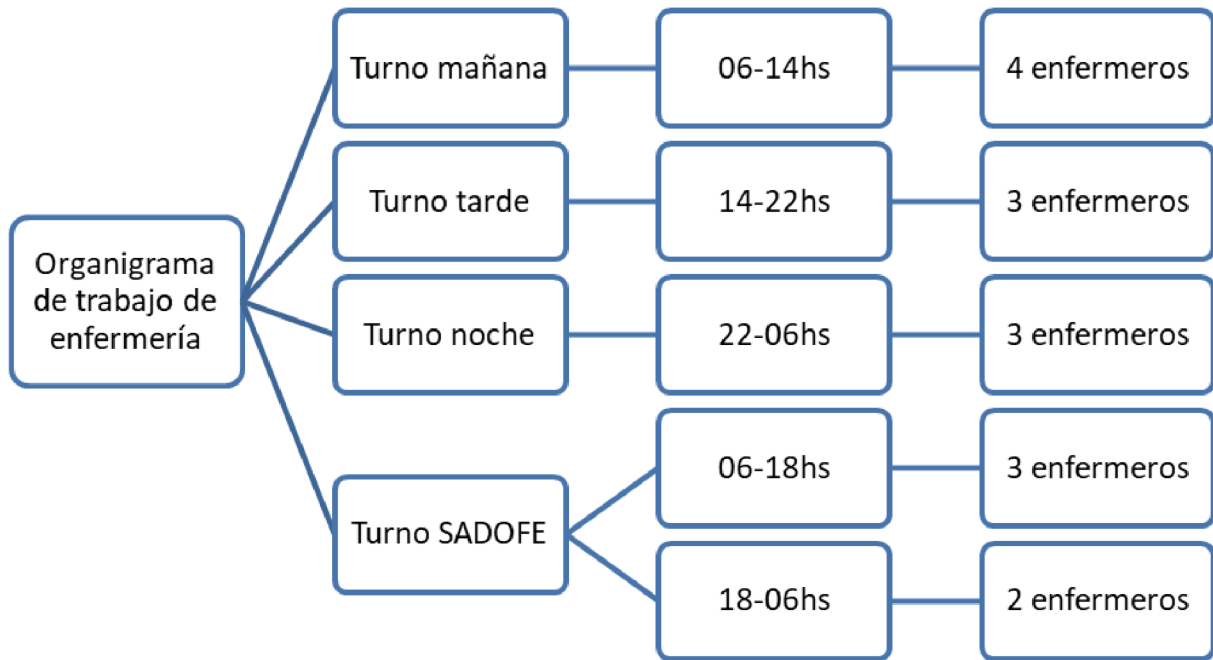 Organigrama
de trabajo de
enfermería
Turno mañana
06-14hs
4 enfermeros
Turno tarde
14-22hs
3 enfermeros
Turno noche
22-06hs
3 enfermeros
Turno SADOFE
06-18hs
3 enfermeros
18-06hs
2 enfermeros